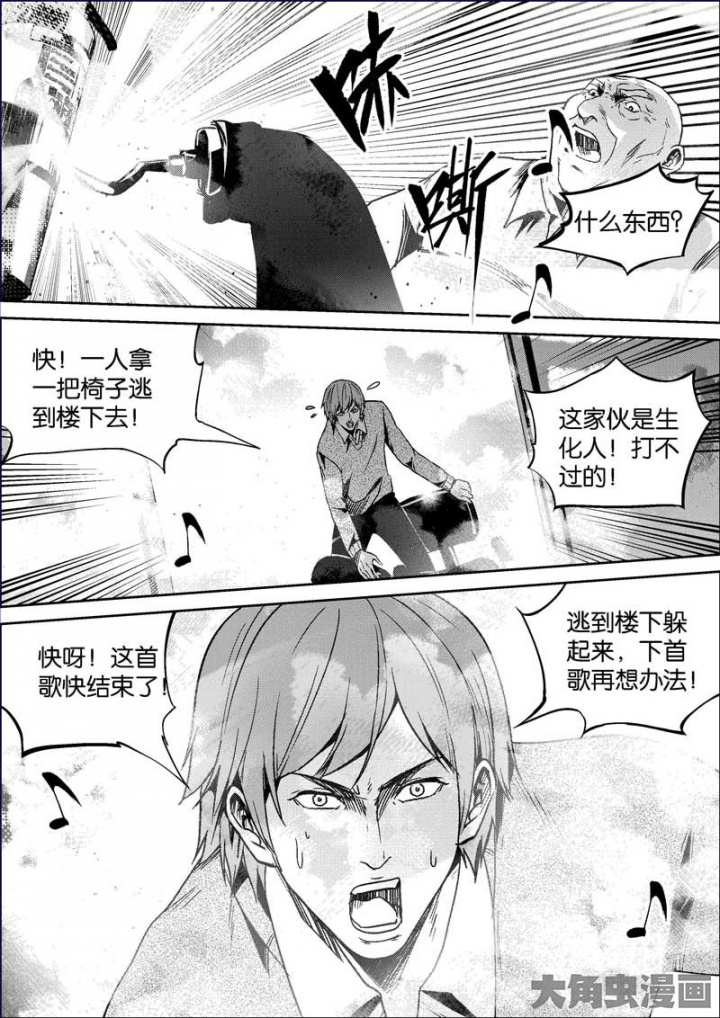 咻
嘶
什么东西？
快！一人拿
一把椅子逃
到楼下去！
这家伙是生
化人！打不
过的！
快呀！这首
歌快结束了！
逃到楼下躲
起来，下首
歌再想办法！
大角虫漫画